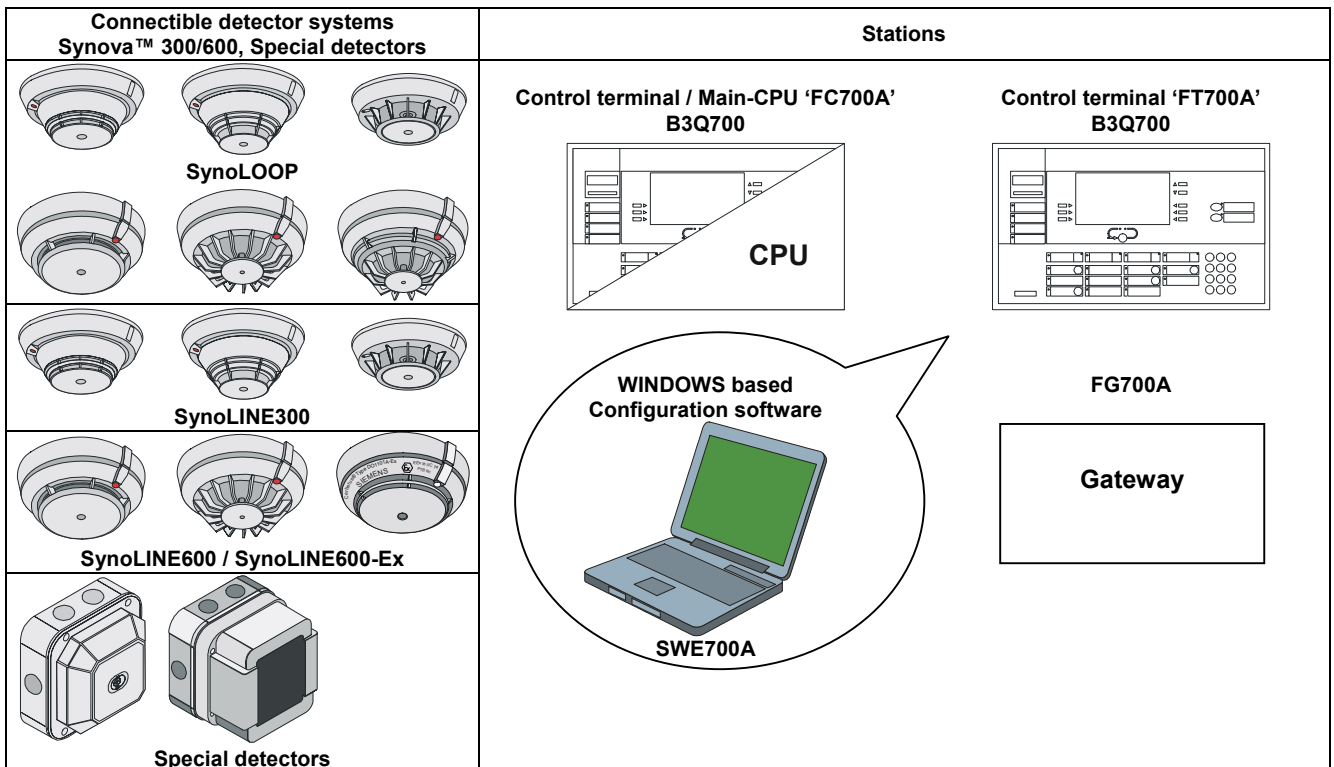 Connectible detector systems
Synova™ 300/600, Special detectors
Stations
SynoLOOP
SynoLINE300
SIEMENS
SynoLINE600 / SynoLINE600-Ex
Special detectors
Control terminal / Main-CPU ‘FC700A’
B3Q700
CPU
Control terminal ‘FT700A’
B3Q700
WINDOWS based
Configuration software
SWE700A
FG700A
Gateway